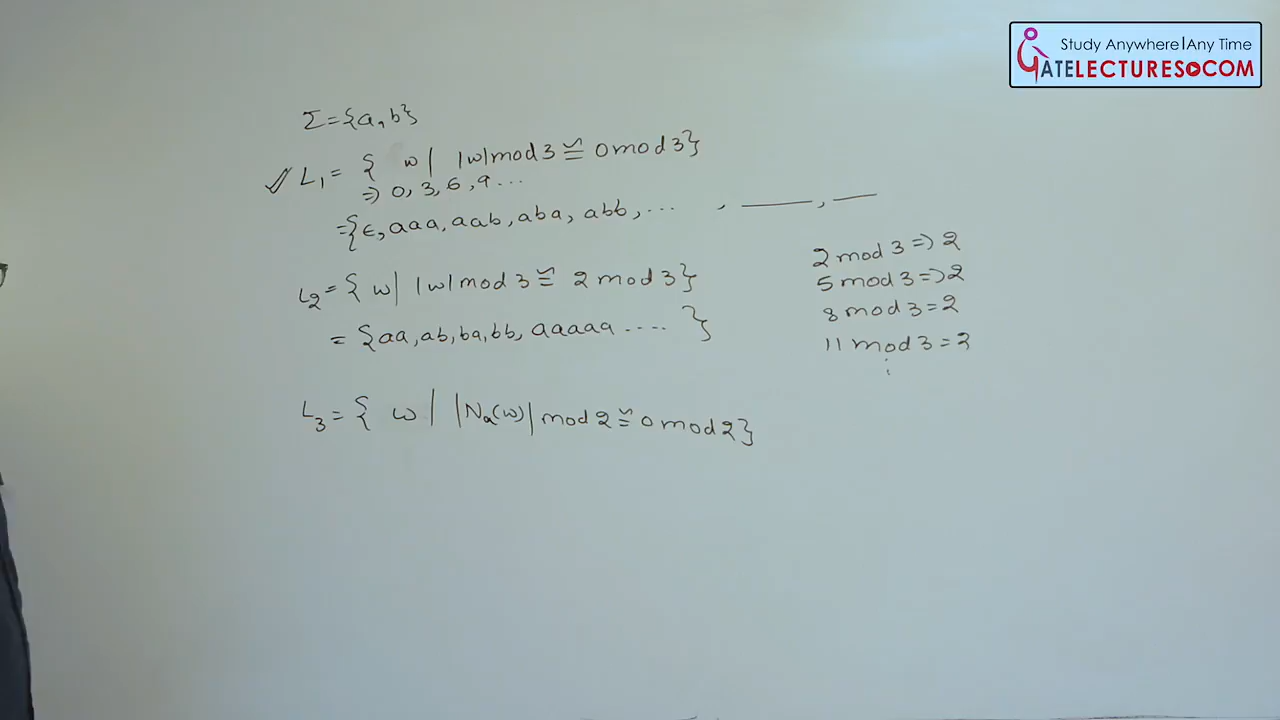 Study Anywhere|Any Time
GATELECTURES.COM
Σ={a,b}
L1= { w | |w|mod 3 ≅ 0 mod 3}
=> 0, 3, 6, 9 ...
={ε, aaa, aab, aba, abb, ... , ___, ___
L2= { w | |w| mod 3 ≅ 2 mod 3}
= {aa, ab, ba, bb, aaaaa .... }
2 mod 3 => 2
5 mod 3 => 2
8 mod 3 = 2
11 mod 3 = 2
L3= { w | |Na(w)| mod 2 ≅ 0 mod 2}